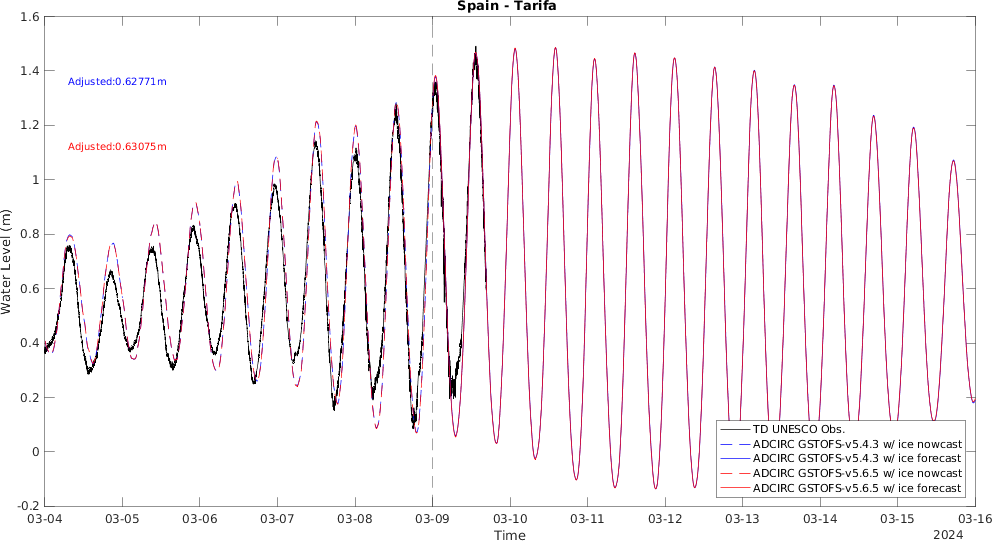 Spain - Tarifa
1.6
1.4
1.2
1
0.8
0.6
0.4
0.2
0
-0.2
Water Level (m)
Adjusted:0.62771m
Adjusted:0.63075m
TD UNESCO Obs.
ADCIRC GSTOFS-v5.4.3 w/ ice nowcast
ADCIRC GSTOFS-v5.4.3 w/ ice forecast
ADCIRC GSTOFS-v5.6.5 w/ ice nowcast
ADCIRC GSTOFS-v5.6.5 w/ ice forecast
03-04 03-05 03-06 03-07 03-08 03-09 03-10 03-11 03-12 03-13 03-14 03-15 03-16
Time
2024